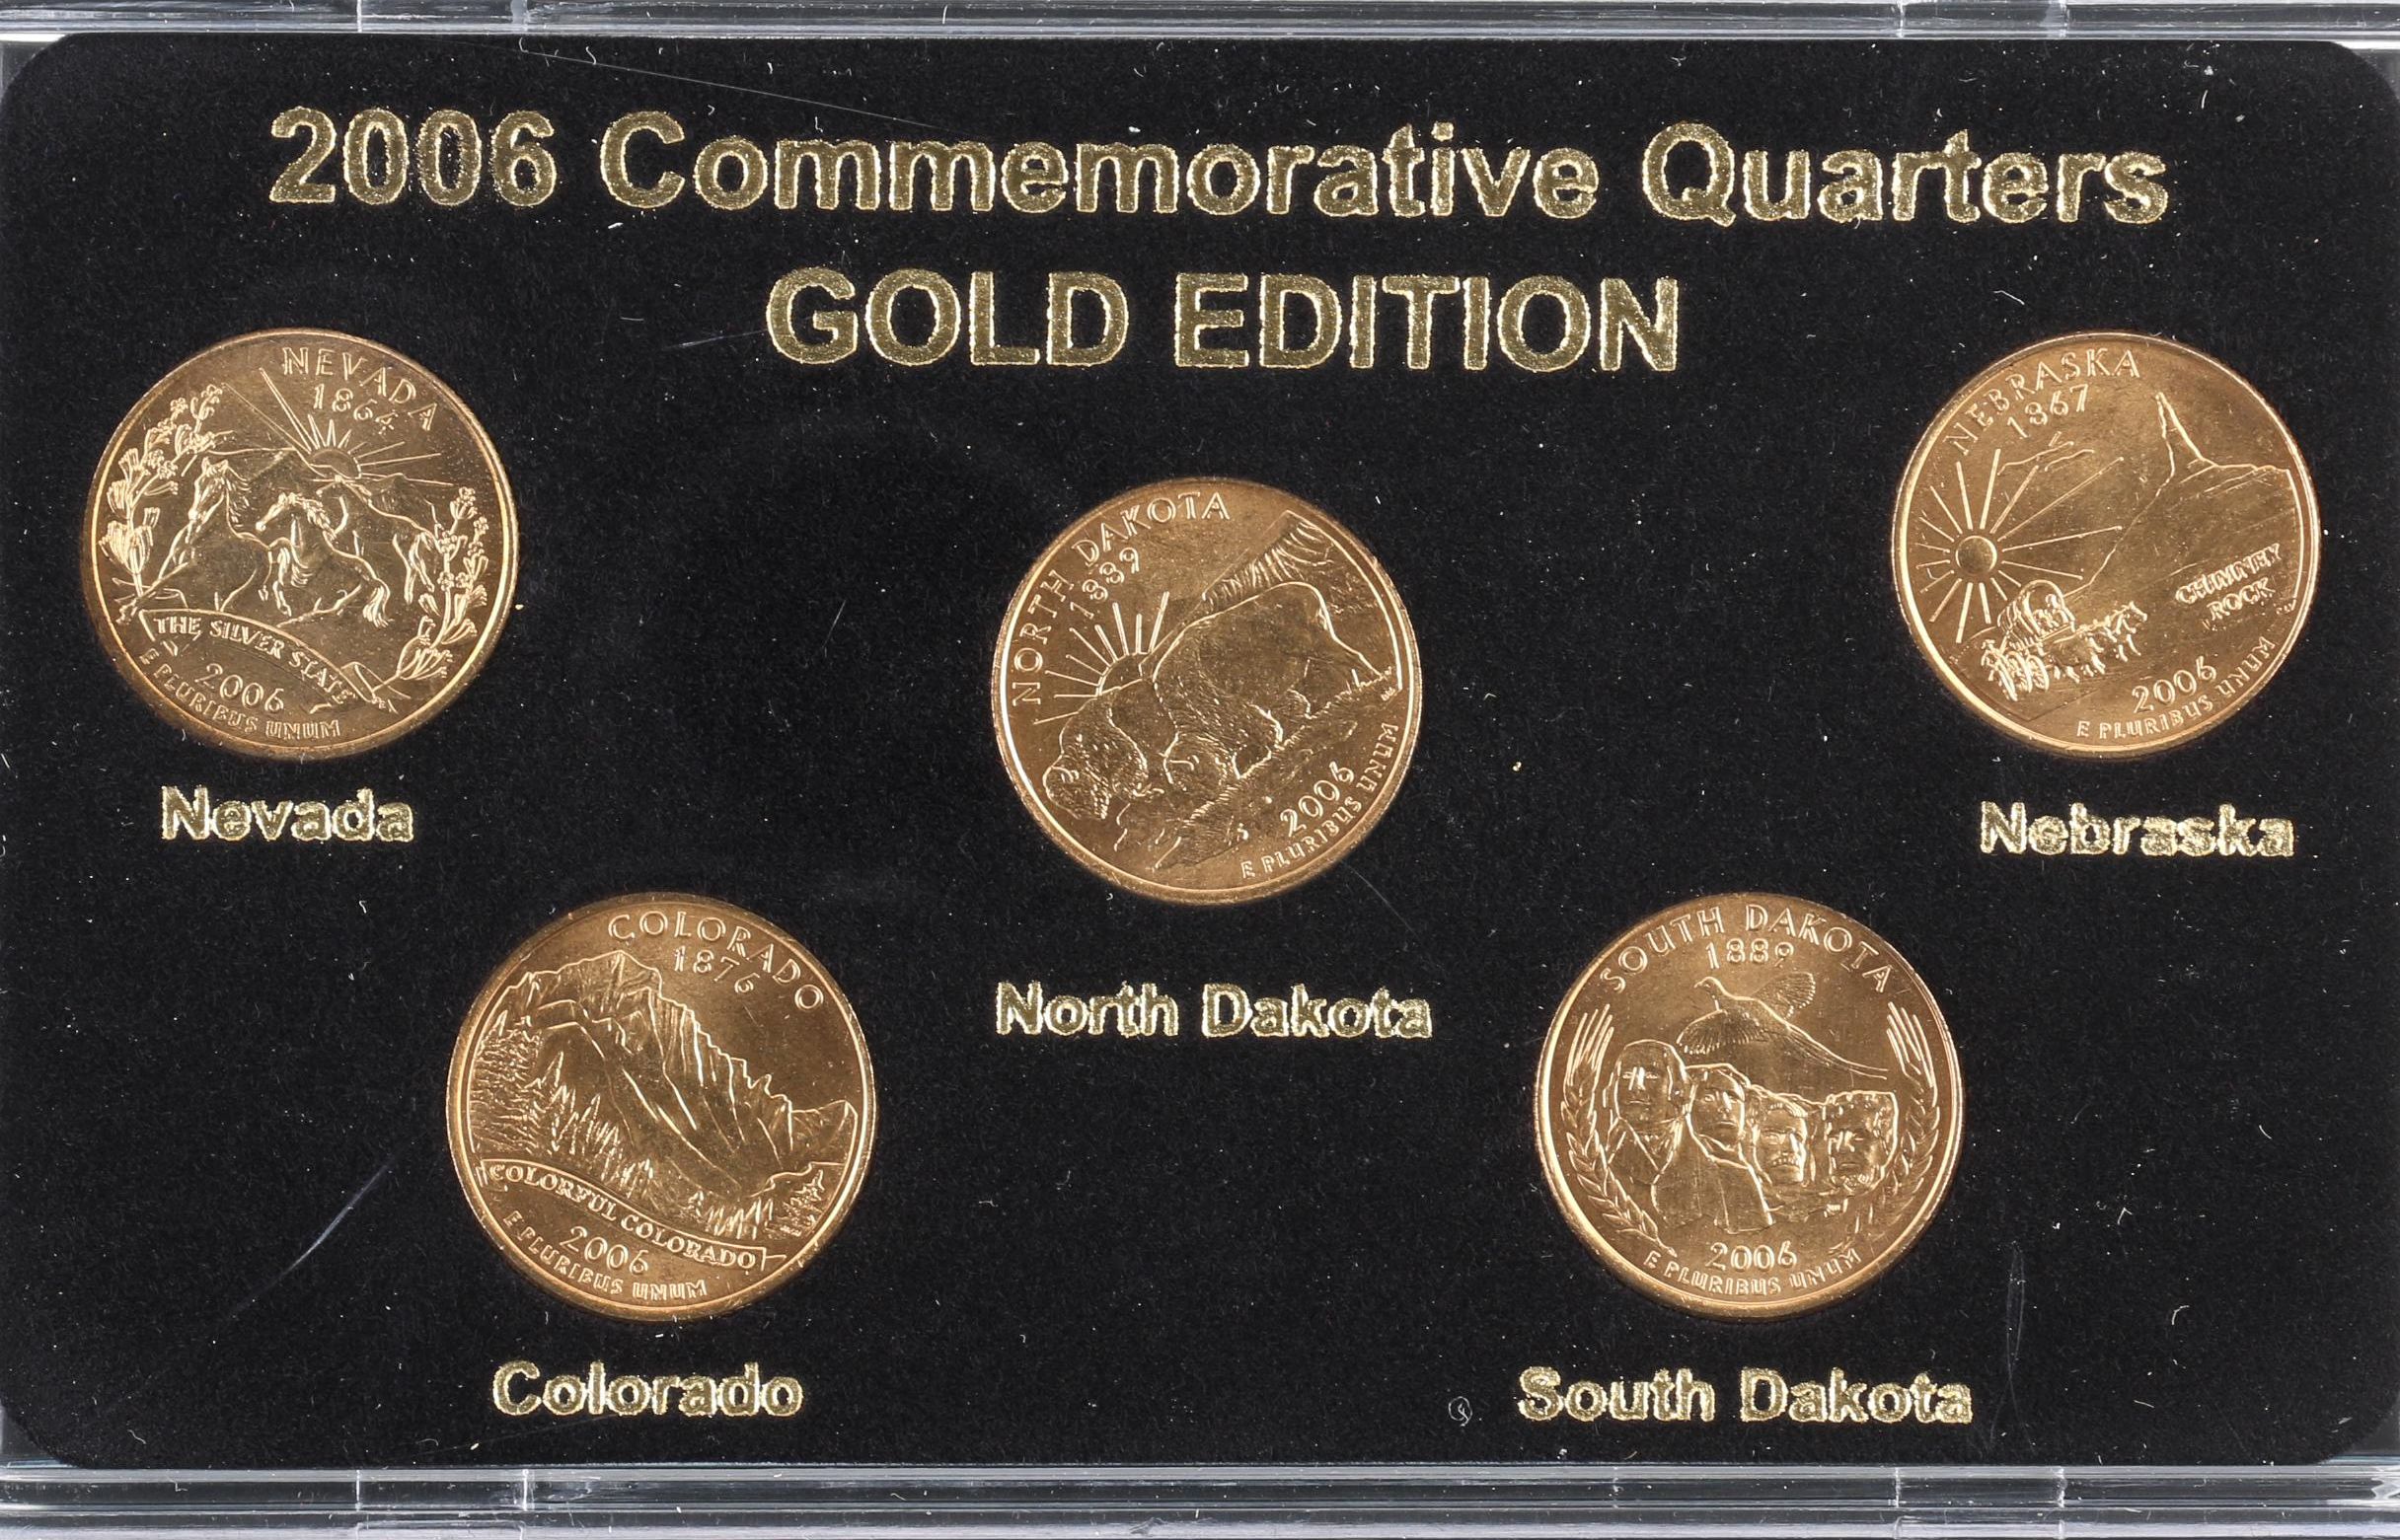 2006 Commemorative Quarters
GOLD EDITION
NEVADA
1864
THE SILVER STATE
2006
E PLURIBUS UNUM
Nevada
NORTH DAKOTA
1889
2006
E PLURIBUS UNUM
North Dakota
NEBRASKA
1867
CHIMNEY
ROCK
2006
E PLURIBUS UNUM
Nebraska
COLORADO
1876
COLORFUL COLORADO
2006
E PLURIBUS UNUM
Colorado
SOUTH DAKOTA
1889
2006
E PLURIBUS UNUM
South Dakota